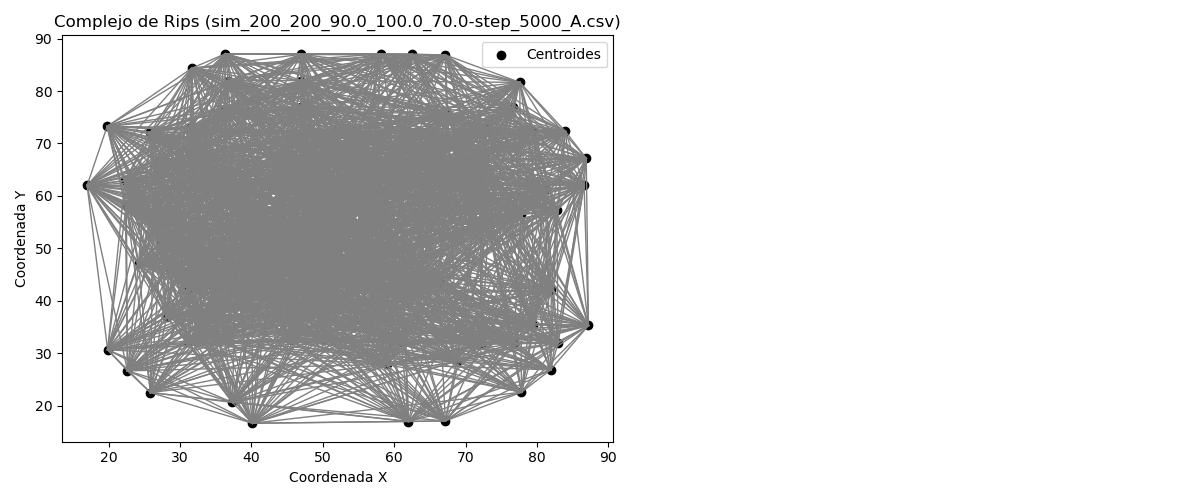 Complejo de Rips (sim_200_200_90.0_100.0_70.0-step_5000_A.csv)
Centroides
Coordenada Y
90
80
70
60
50
40
30
20
20 30 40 50 60 70 80 90
Coordenada X